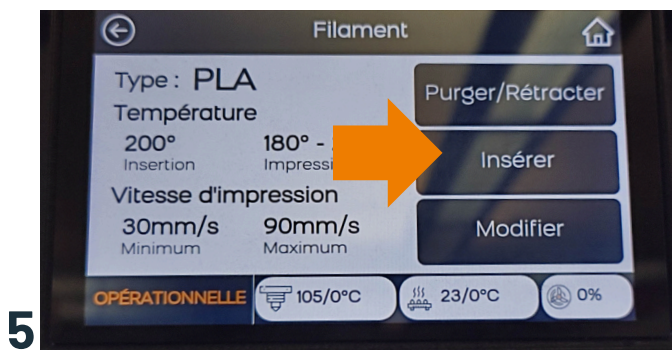 Filament
Type : PLA
Température
200° 180° -
Insertion Impressi
Vitesse d'impression
30mm/s 90mm/s
Minimum Maximum
Purger/Rétracter
Insérer
Modifier
OPÉRATIONNELLE 105/0°C 23/0°C 0%
5